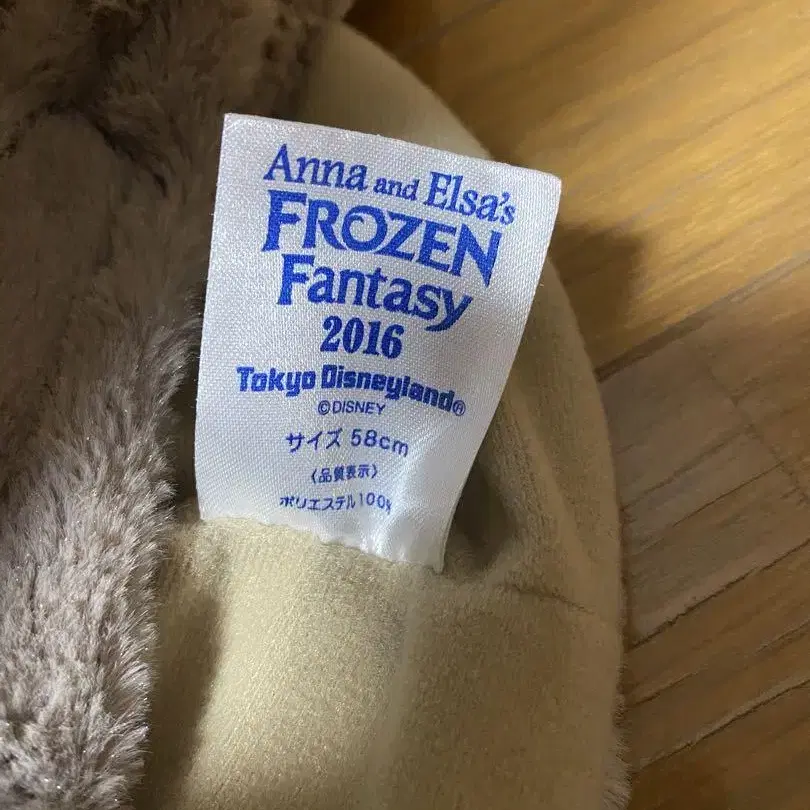 Anna and Elsa's
FROZEN
Fantasy
2016
Tokyo Disneyland®
©DISNEY
サイズ 58cm
〈品質表示〉
ポリエステル100%